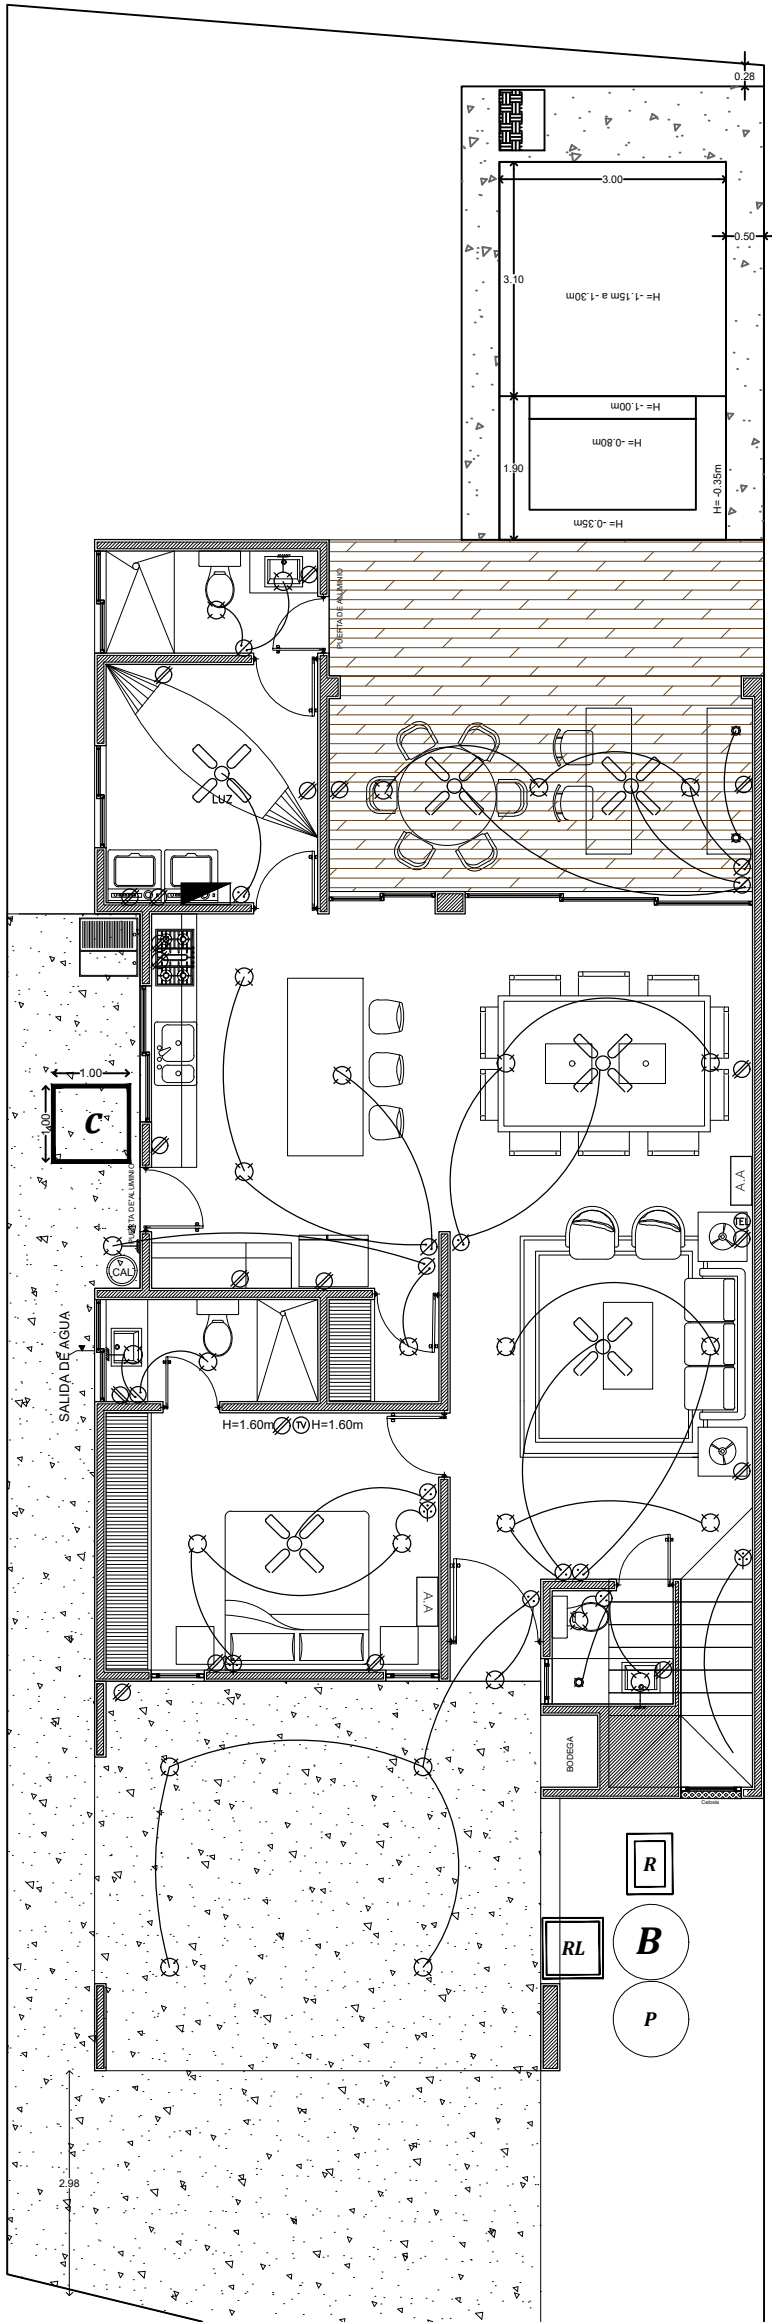 0.28
3.00
0.50
3.10
H= -1.15m a -1.30m
H= -1.00m
H= -0.80m
1.90
H= -0.35m
H= -0.35m
PUERTA DE ALUMINIO
LUZ
1.00
1.00
C
PUERTA DE ALUMINIO
A.A
TEL
CAL
SALIDA DE AGUA
H=1.60m
TV
H=1.60m
A.A
BODEGA
Celosia
R
RL
B
P
2.98